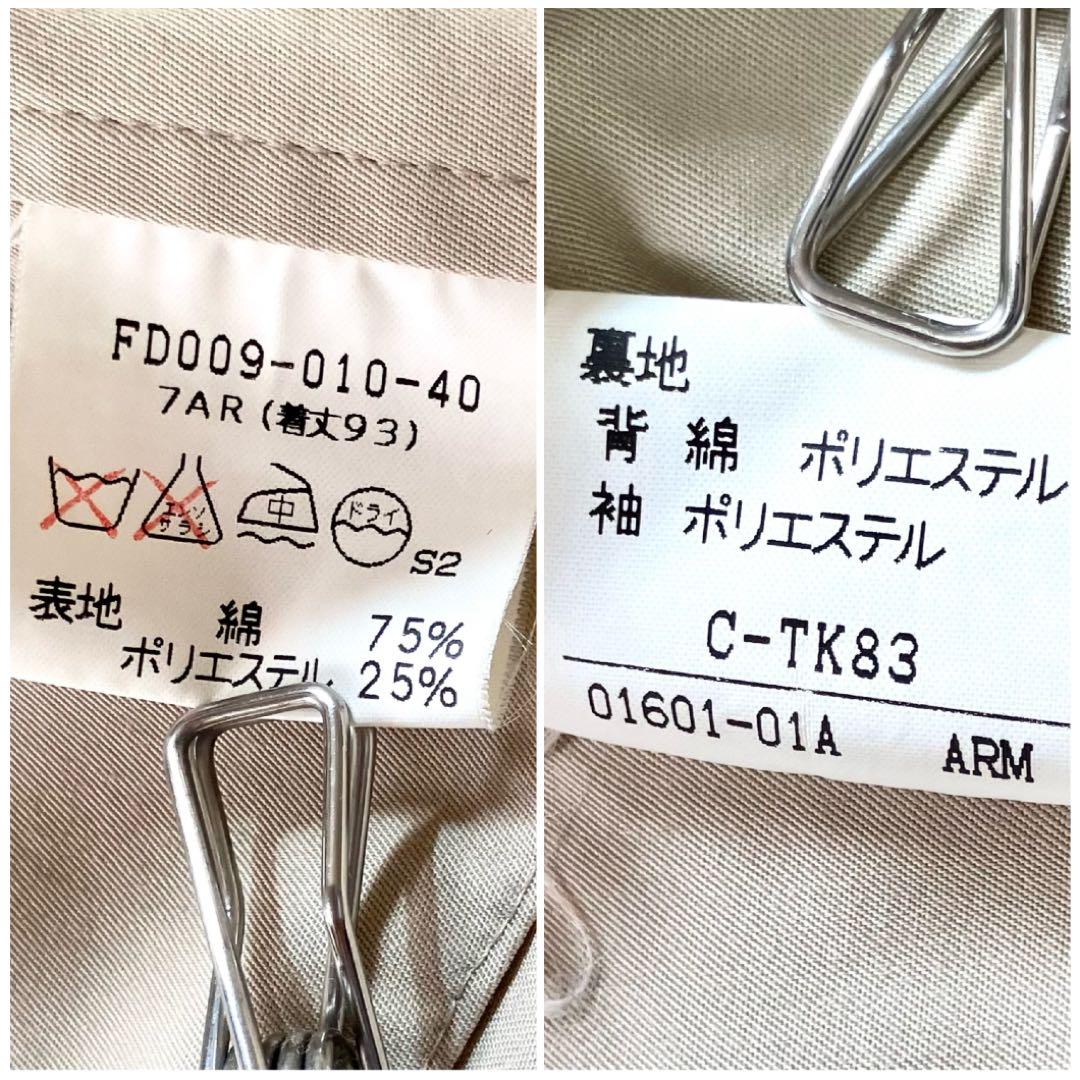 FD009-010-40
7AR(着丈93)
エンソ
サラシ
中
ドライ
S2
表地 綿 75%
ポリエステル 25%
裏地
背 綿 ポリエステル
袖 ポリエステル
C-TK83
01601-01A ARM